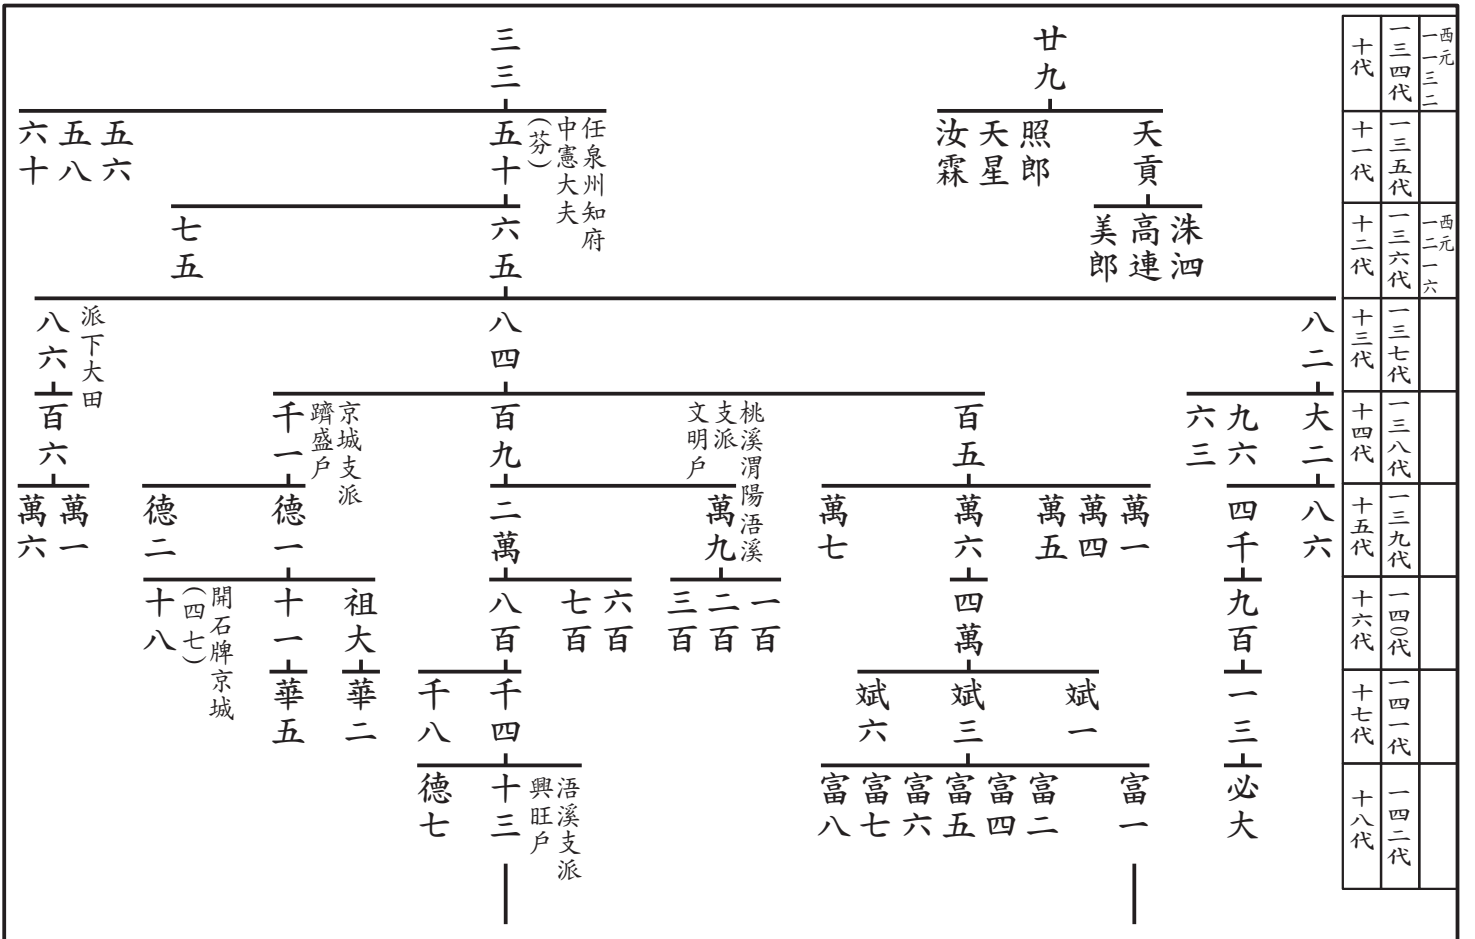 西元
一一三二
一三四代
十代
一三五代
十一代
西元
一二一六
一三六代
十二代
一三七代
十三代
一三八代
十四代
一三九代
十五代
一四0代
十六代
一四一代
十七代
一四二代
十八代
廿九
三三
天貢
照郎
天星
汝霖
任泉州知府
中憲大夫
(芬)
五十
五六
五八
六十
洙泗
高連
美郎
六五
七五
八二
八四
派下大田
八六
大二
九六
六三
百五
桃溪渭陽浯溪
支派
文明戶
百九
京城支派
躋盛戶
千一
百六
八六
四千
萬一
萬四
萬五
萬六
萬七
萬九
二萬
德一
德二
萬一
萬六
九百
四萬
一百
二百
三百
六百
七百
八百
祖大
十一
開石牌京城
(四七)
十八
一三
斌一
斌三
斌六
千四
千八
華二
華五
必大
富一
富二
富四
富五
富六
富七
富八
浯溪支派
興旺戶
十三
德七